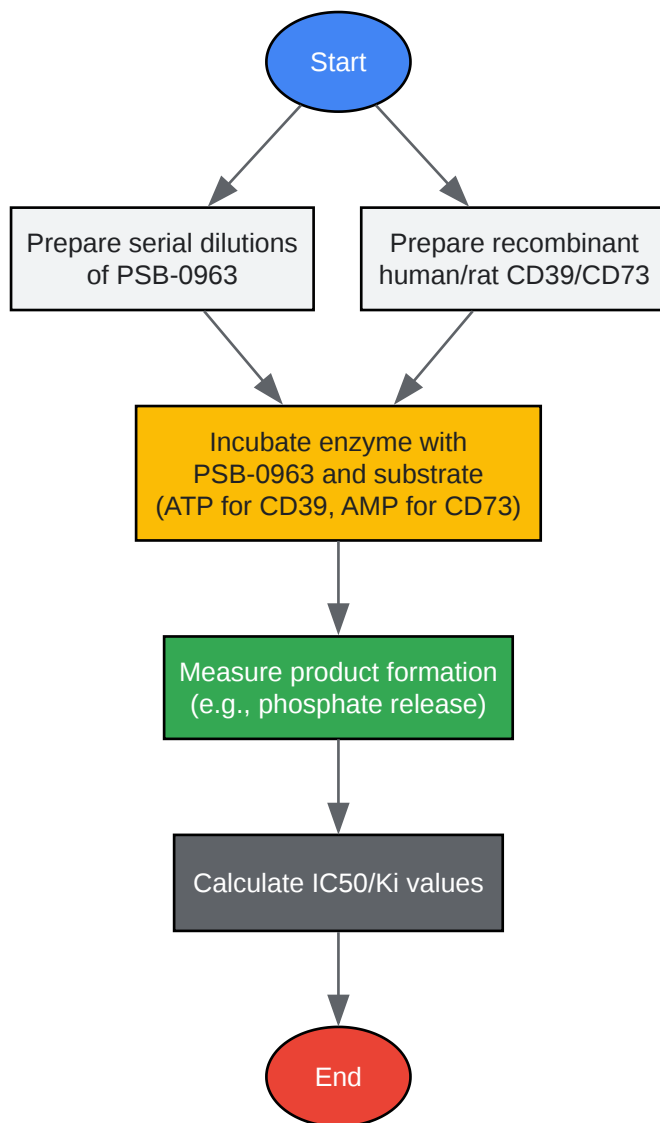 Start
Prepare serial dilutions
of PSB-0963
Prepare recombinant
human/rat CD39/CD73
Incubate enzyme with
PSB-0963 and substrate
(ATP for CD39, AMP for CD73)
Measure product formation
(e.g., phosphate release)
Calculate IC50/Ki values
End